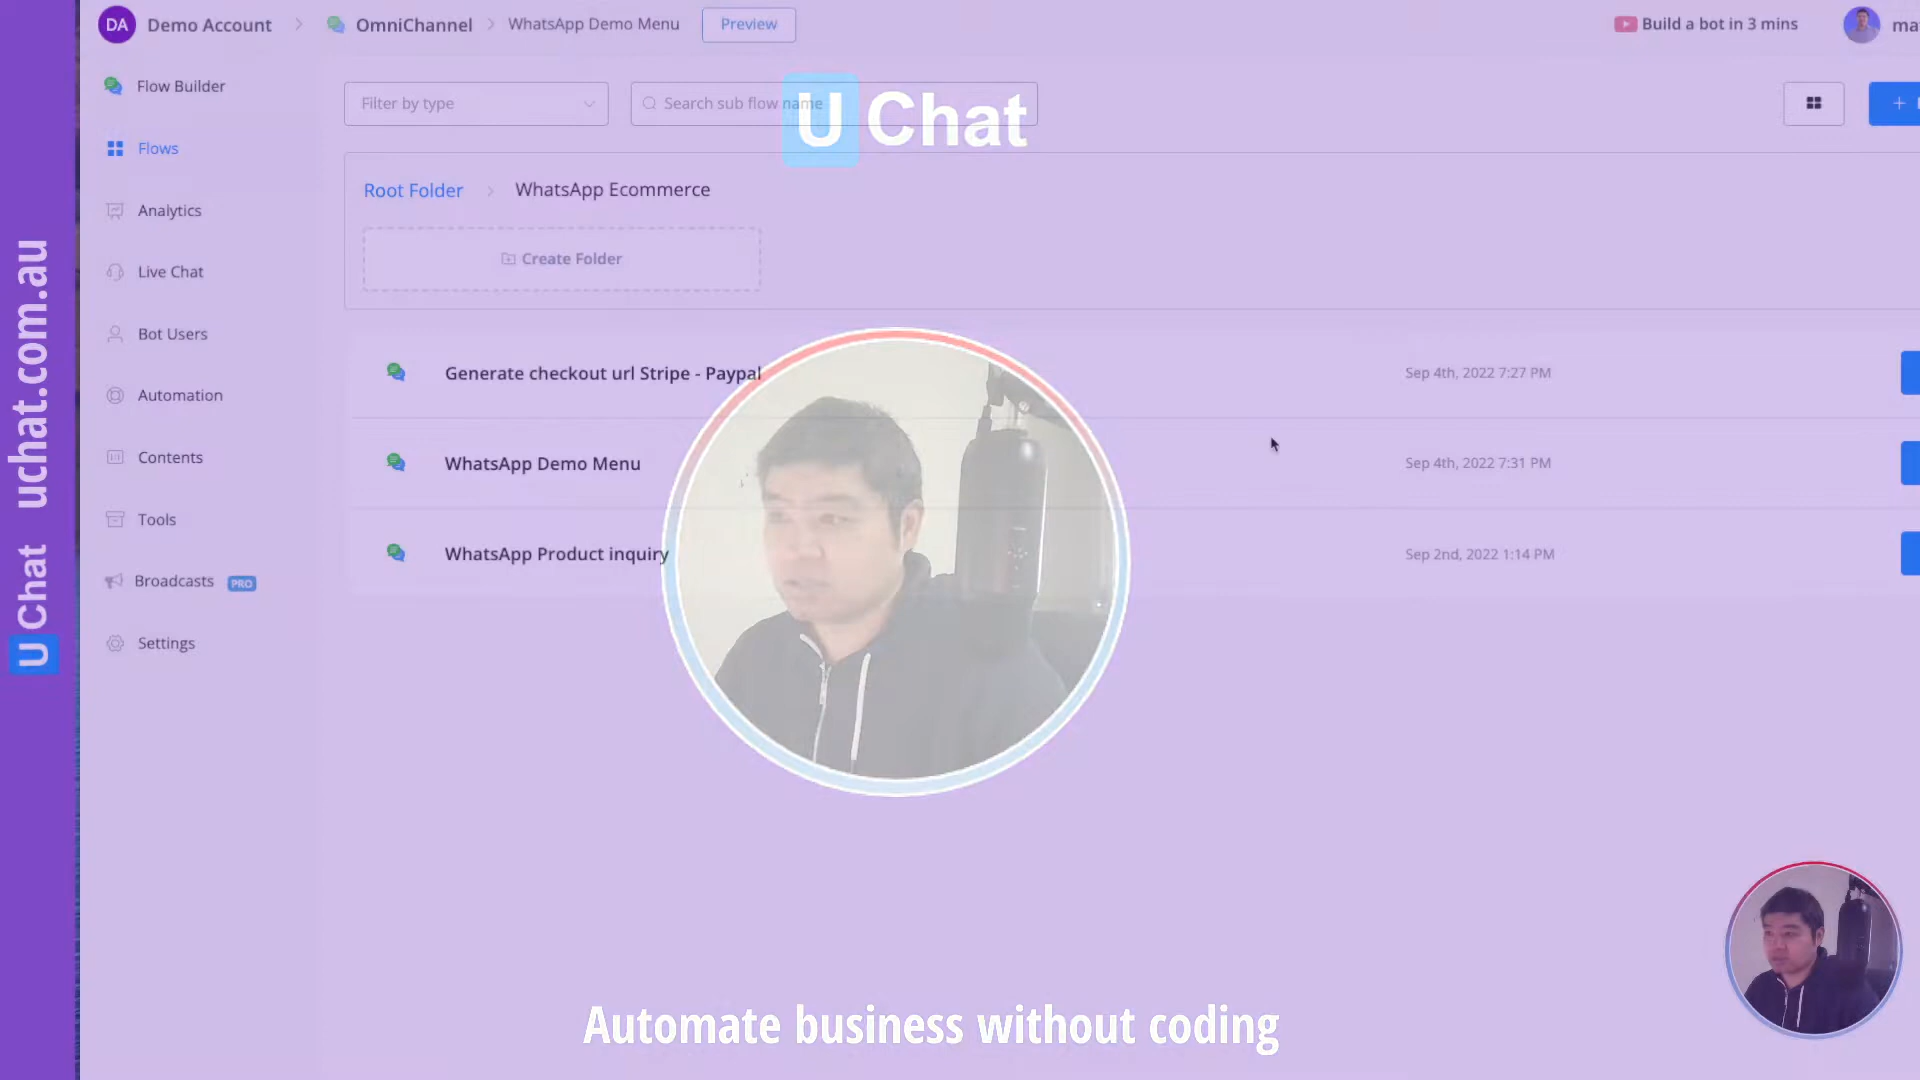 DA Demo Account > OmniChannel > WhatsApp Demo Menu Preview
Build a bot in 3 mins
Flow Builder
Flows
Analytics
Live Chat
Bot Users
Automation
Contents
Tools
Broadcasts PRO
Settings
Filter by type
Search sub flow name
U Chat
Root Folder > WhatsApp Ecommerce
Create Folder
Generate checkout url Stripe - Paypal
Sep 4th, 2022 7:27 PM
WhatsApp Demo Menu
Sep 4th, 2022 7:31 PM
WhatsApp Product inquiry
Sep 2nd, 2022 1:14 PM
U Chat uchat.com.au
Automate business without coding